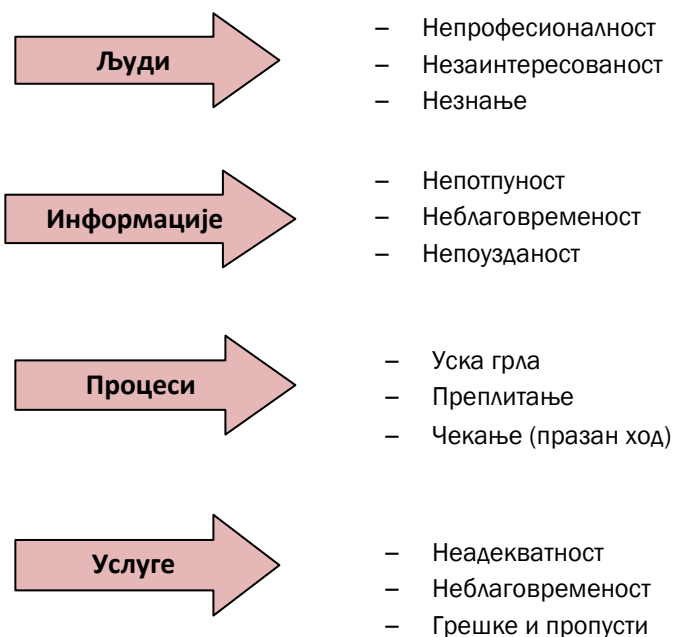 Људи
– Непрофесионалност
– Незаинтересованост
– Незнање
Информације
– Непотпуност
– Неблаговременост
– Непоузданост
Процеси
– Уска грла
– Преплитање
– Чекање (празан ход)
Услуге
– Неадекватност
– Неблаговременост
– Грешке и пропусти